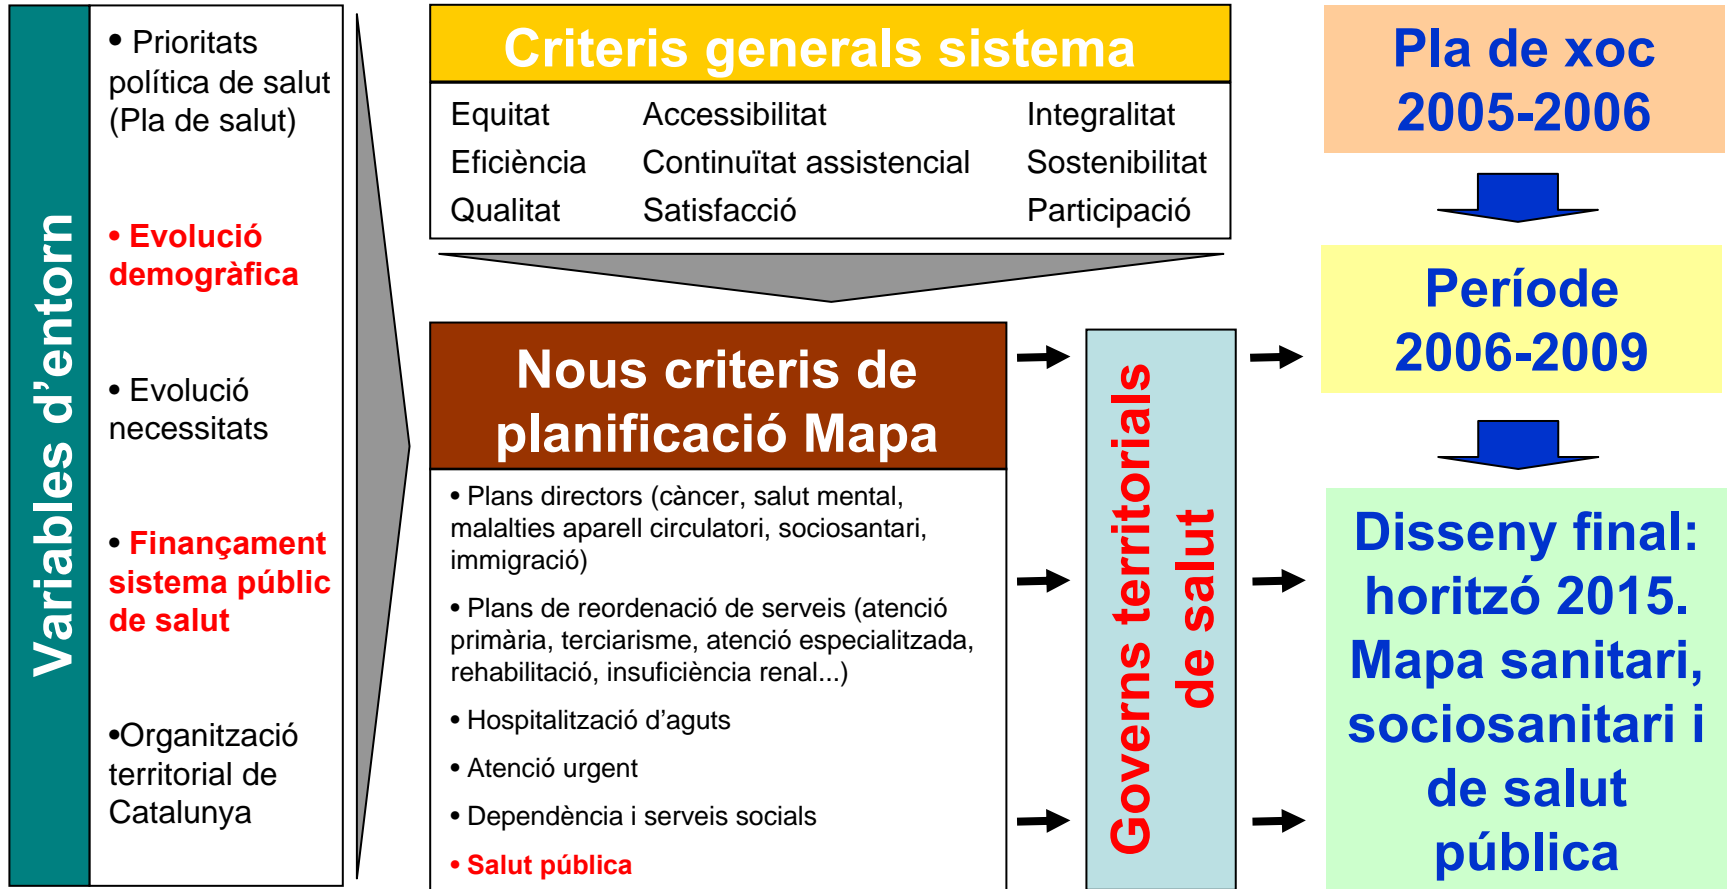 Variables d’entorn
• Prioritats
política de salut
(Pla de salut)
• Evolució
demogràfica
• Evolució
necessitats
• Finançament
sistema públic
de salut
•Organització
territorial de
Catalunya
Criteris generals sistema
Equitat Accessibilitat Integralitat
Eficiència Continuïtat assistencial Sostenibilitat
Qualitat Satisfacció Participació
Nous criteris de
planificació Mapa
• Plans directors (càncer, salut mental,
malalties aparell circulatori, sociosantari,
immigració)
• Plans de reordenació de serveis (atenció
primària, terciarisme, atenció especialitzada,
rehabilitació, insuficiència renal...)
• Hospitalització d’aguts
• Atenció urgent
• Dependència i serveis socials
• Salut pública
Governs territorials
de salut
Pla de xoc
2005-2006
Període
2006-2009
Disseny final:
horitzó 2015.
Mapa sanitari,
sociosanitari i
de salut
pública